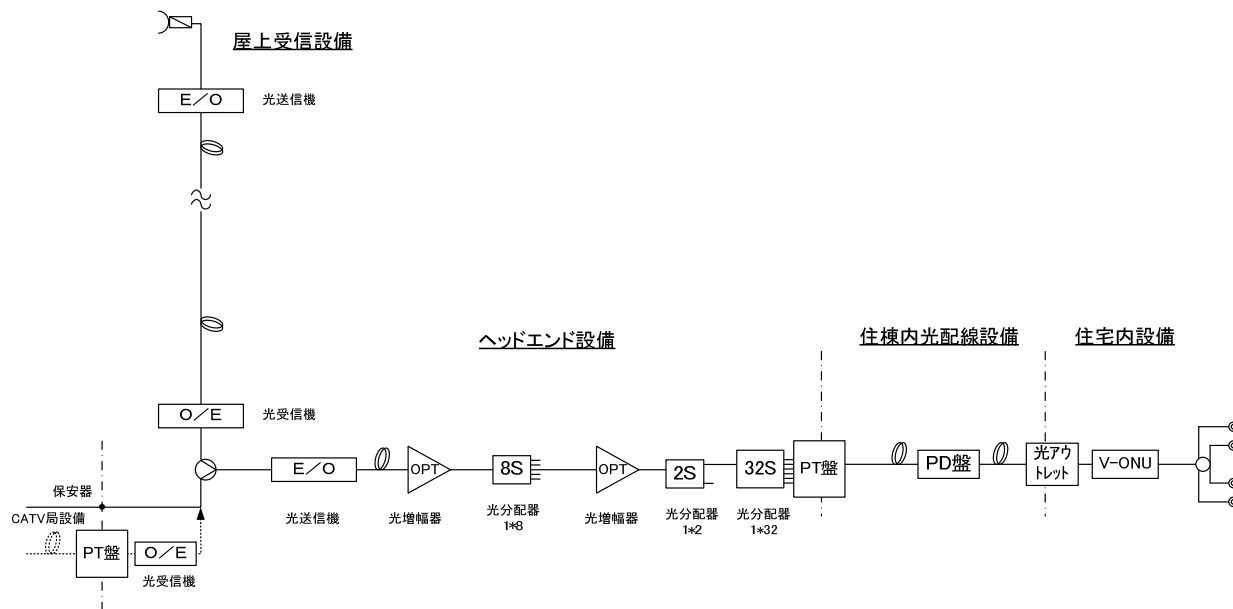 屋上受信設備
E/O
光送信機
ヘッドエンド設備
住棟内光配線設備
住宅内設備
O/E
光受信機
E/O
光送信機
OPT
光増幅器
8S
光分配器
1*8
OPT
光増幅器
2S
光分配器
1*2
32S
光分配器
1*32
PT盤
PD盤
光アウ
トレット
V-ONU
保安器
CATV局設備
PT盤
O/E
光受信機